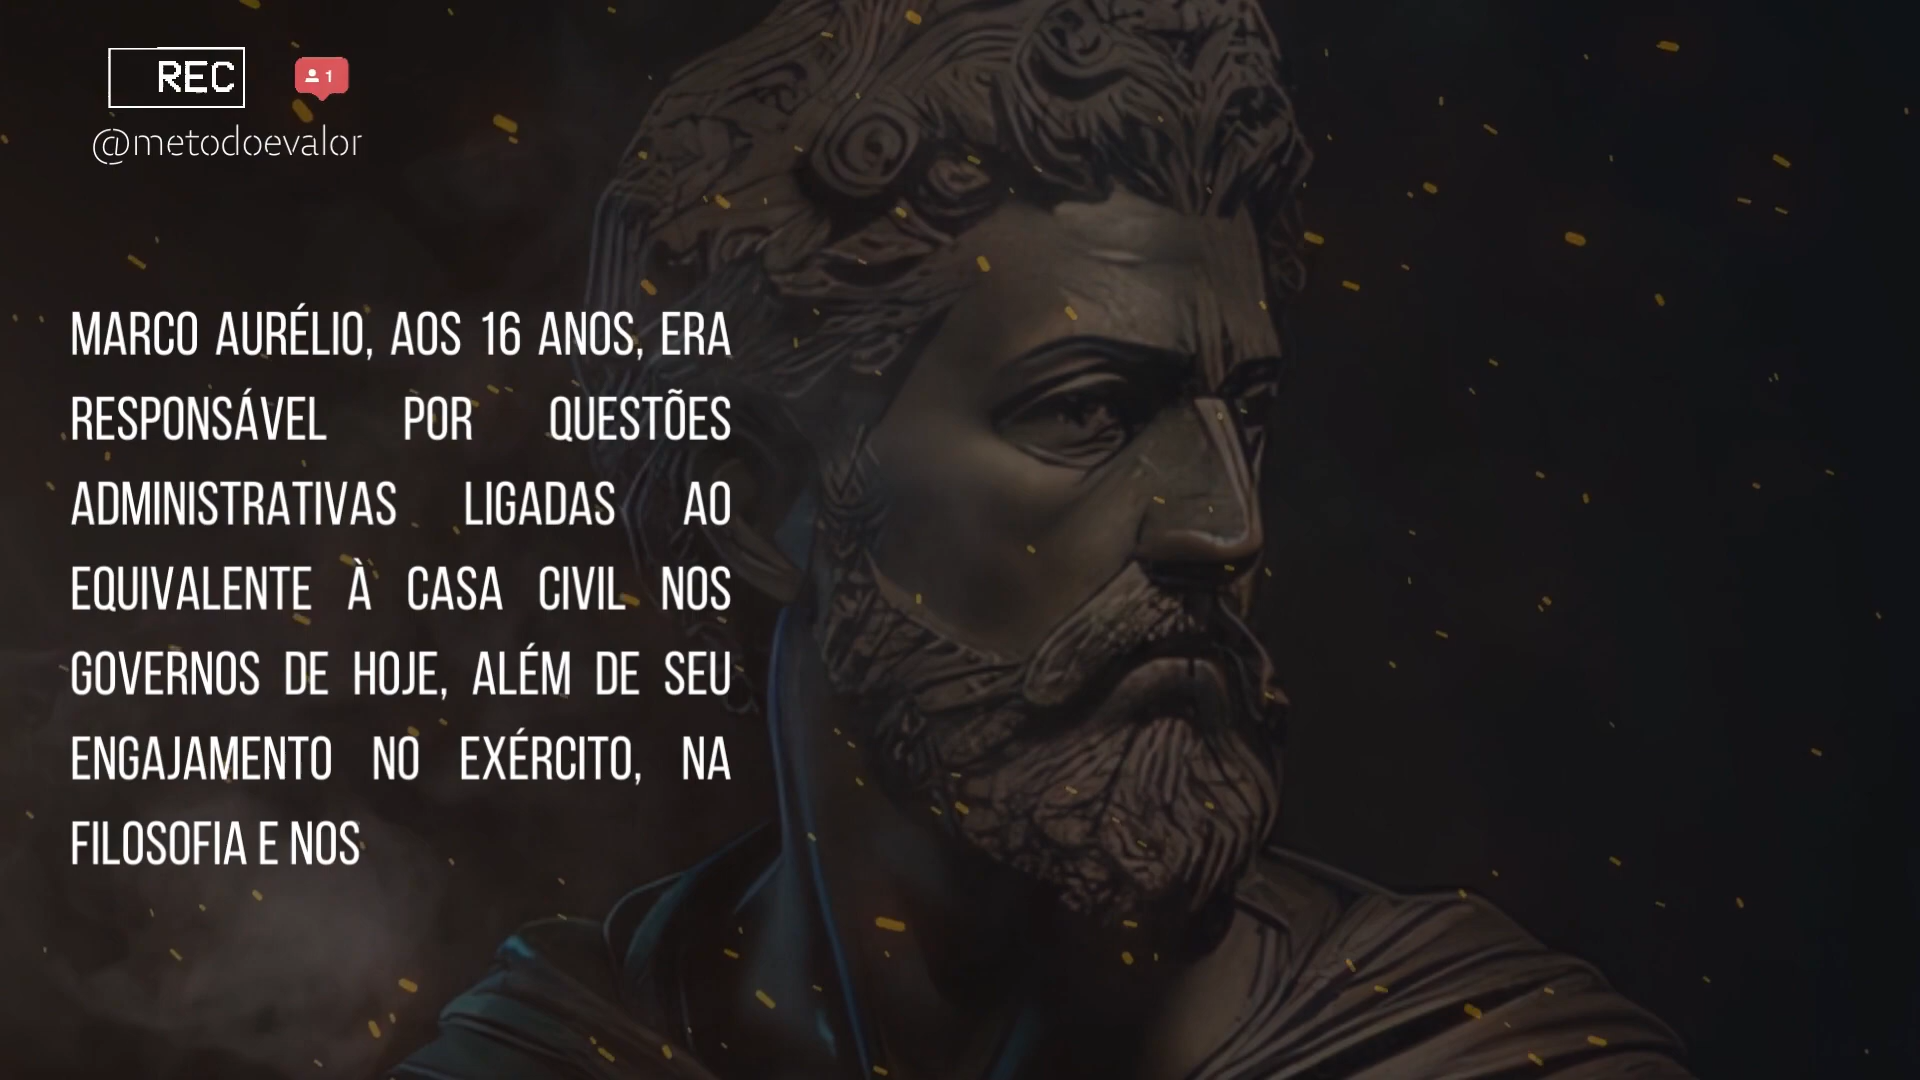 REC
1
@metodoevalor
MARCO AURÉLIO, AOS 16 ANOS, ERA
RESPONSÁVEL POR QUESTÕES
ADMINISTRATIVAS LIGADAS AO
EQUIVALENTE À CASA CIVIL NOS
GOVERNOS DE HOJE, ALÉM DE SEU
ENGAJAMENTO NO EXÉRCITO, NA
FILOSOFIA E NOS